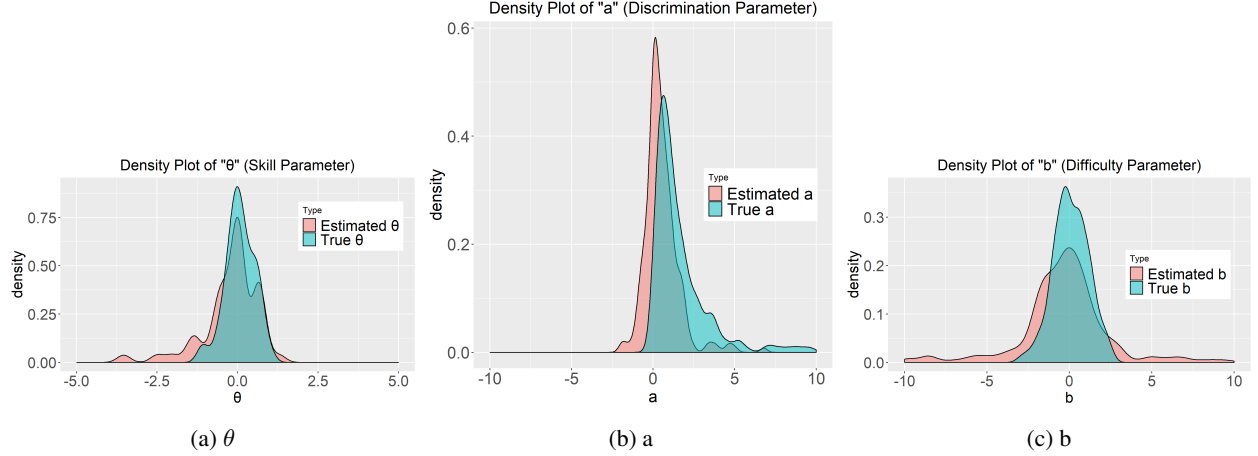 Density Plot of "θ" (Skill Parameter)
density
0.75
0.50
0.25
0.00
-5.0 -2.5 0.0 2.5 5.0
θ
Type
Estimated θ
True θ
(a) θ
Density Plot of "a" (Discrimination Parameter)
density
0.6
0.4
0.2
0.0
-10 -5 0 5 10
a
Type
Estimated a
True a
(b) a
Density Plot of "b" (Difficulty Parameter)
density
0.3
0.2
0.1
0.0
-10 -5 0 5 10
b
Type
Estimated b
True b
(c) b